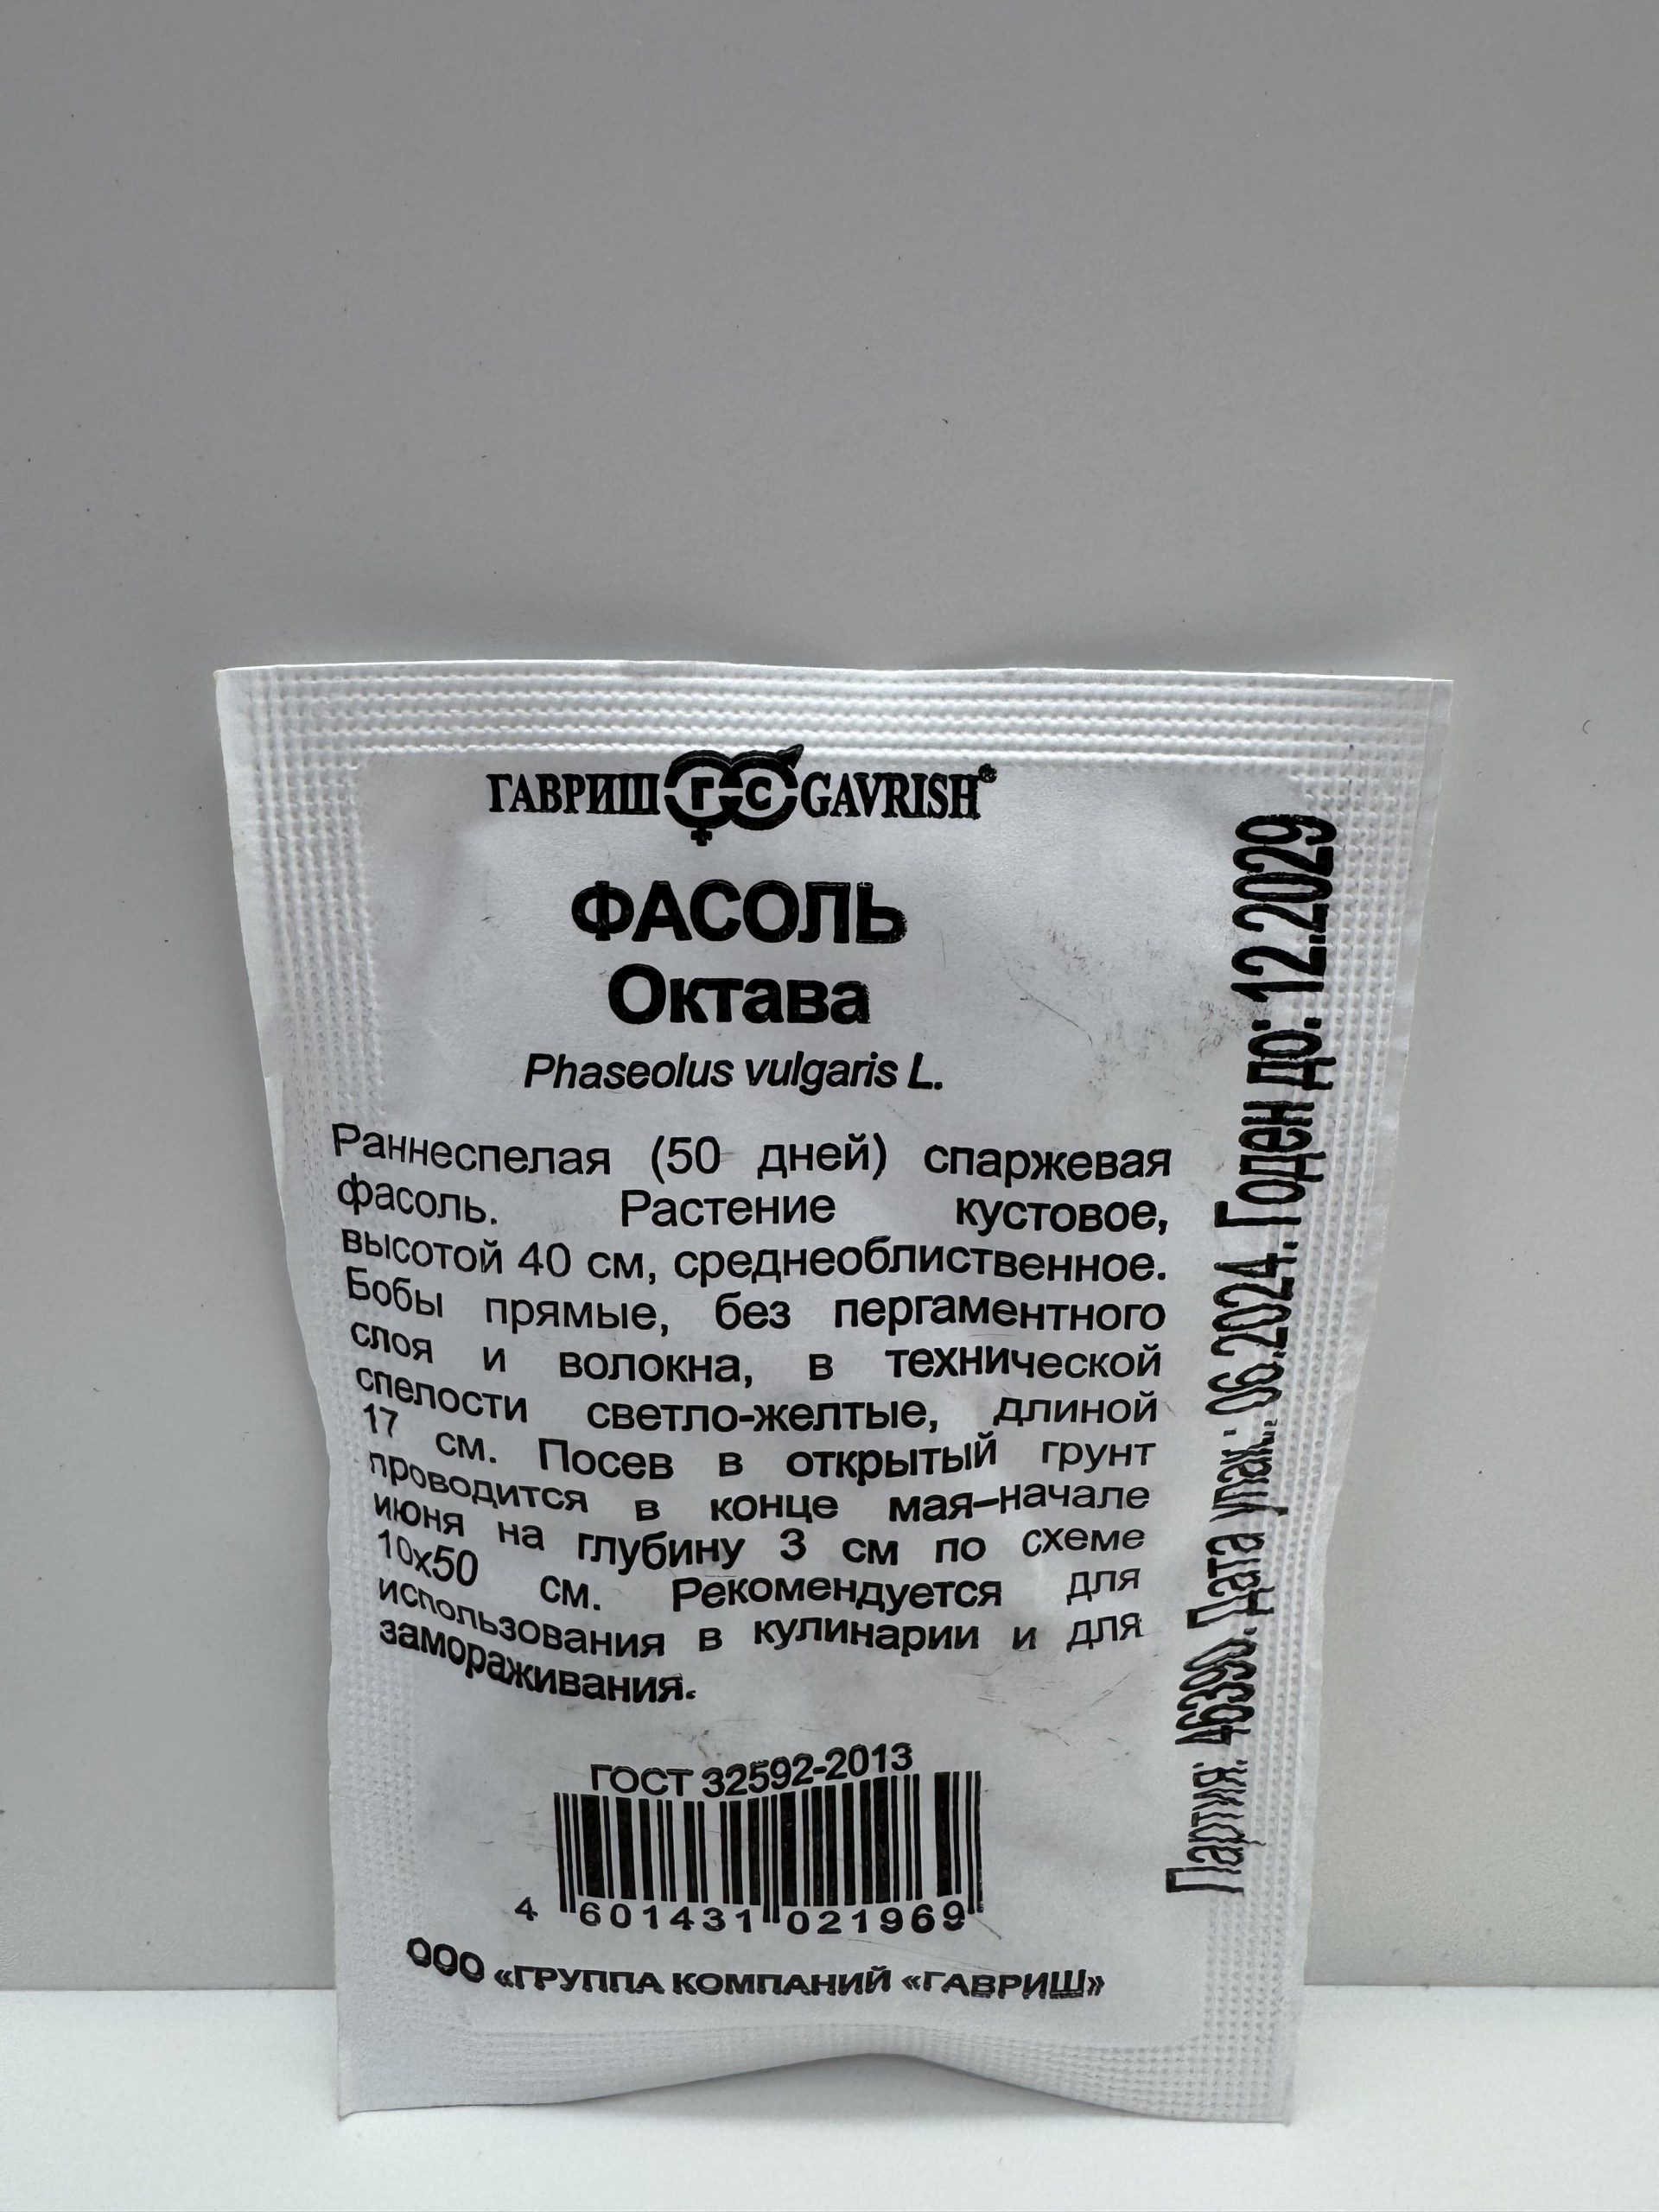 ГАВРИШ ГС GAVRISH®
ФАСОЛЬ
Октава
Phaseolus vulgaris L.
Раннеспелая (50 дней) спаржевая
фасоль. Растение кустовое,
высотой 40 см, среднеоблиственное.
Бобы прямые, без пергаментного
слоя и волокна, в технической
спелости светло-желтые, длиной
17 см. Посев в открытый грунт
проводится в конце мая–начале
июня на глубину 3 см по схеме
10х50 см. Рекомендуется для
использования в кулинарии и для
замораживания.
ГОСТ 32592-2013
4 601431 021969
ООО «ГРУППА КОМПАНИЙ «ГАВРИШ»
Партия: 46390. Дата упак.: 06.2024. Годен до: 12.2029